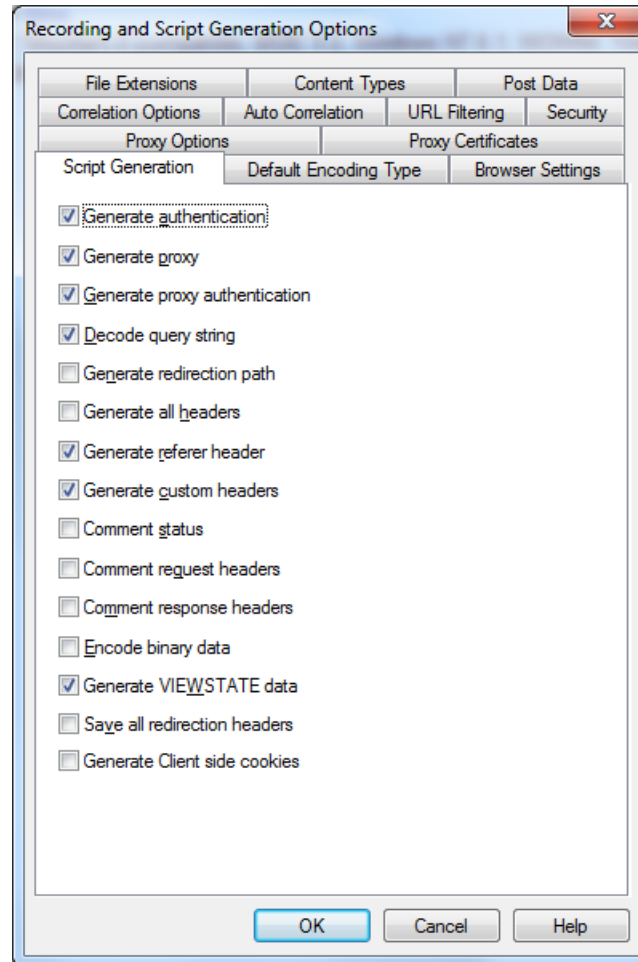 Recording and Script Generation Options
File Extensions Content Types Post Data
Correlation Options Auto Correlation URL Filtering Security
Proxy Options Proxy Certificates
Script Generation Default Encoding Type Browser Settings
Generate authentication
Generate proxy
Generate proxy authentication
Decode query string
Generate redirection path
Generate all headers
Generate referer header
Generate custom headers
Comment status
Comment request headers
Comment response headers
Encode binary data
Generate VIEWSTATE data
Save all redirection headers
Generate Client side cookies
OK Cancel Help